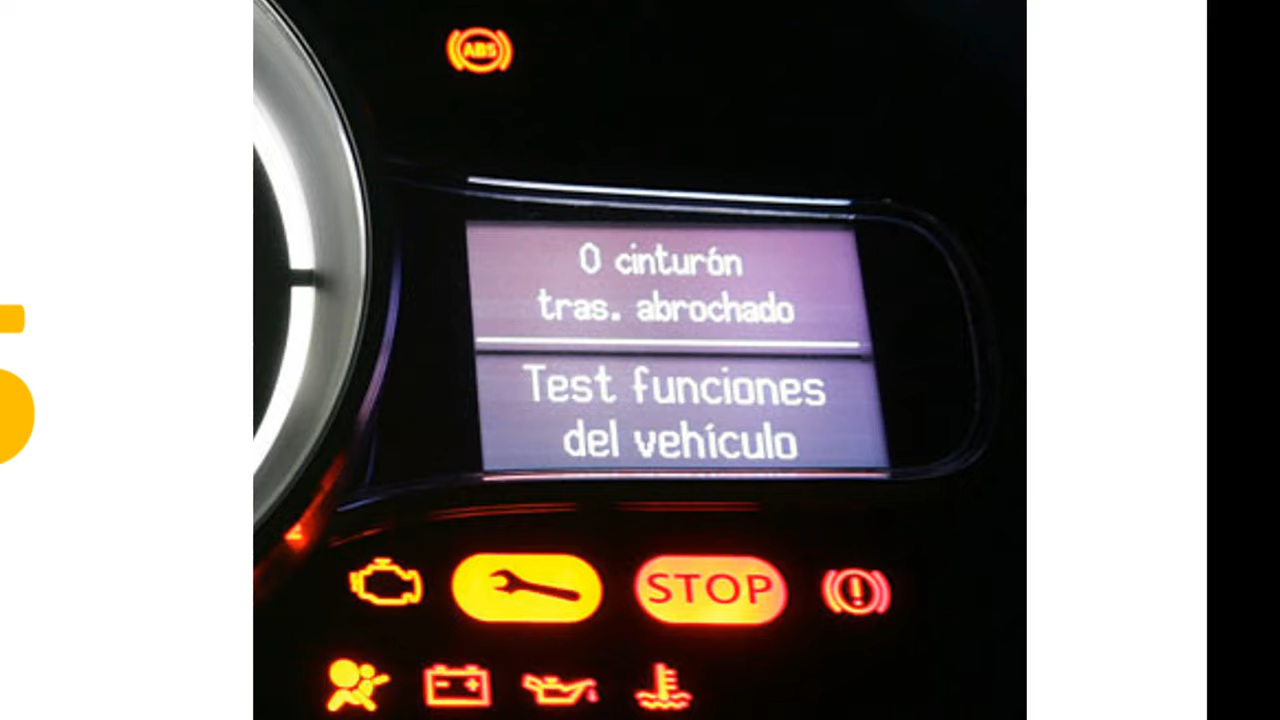 ABS
0 cinturón
tras. abrochado
Test funciones
del vehículo
STOP